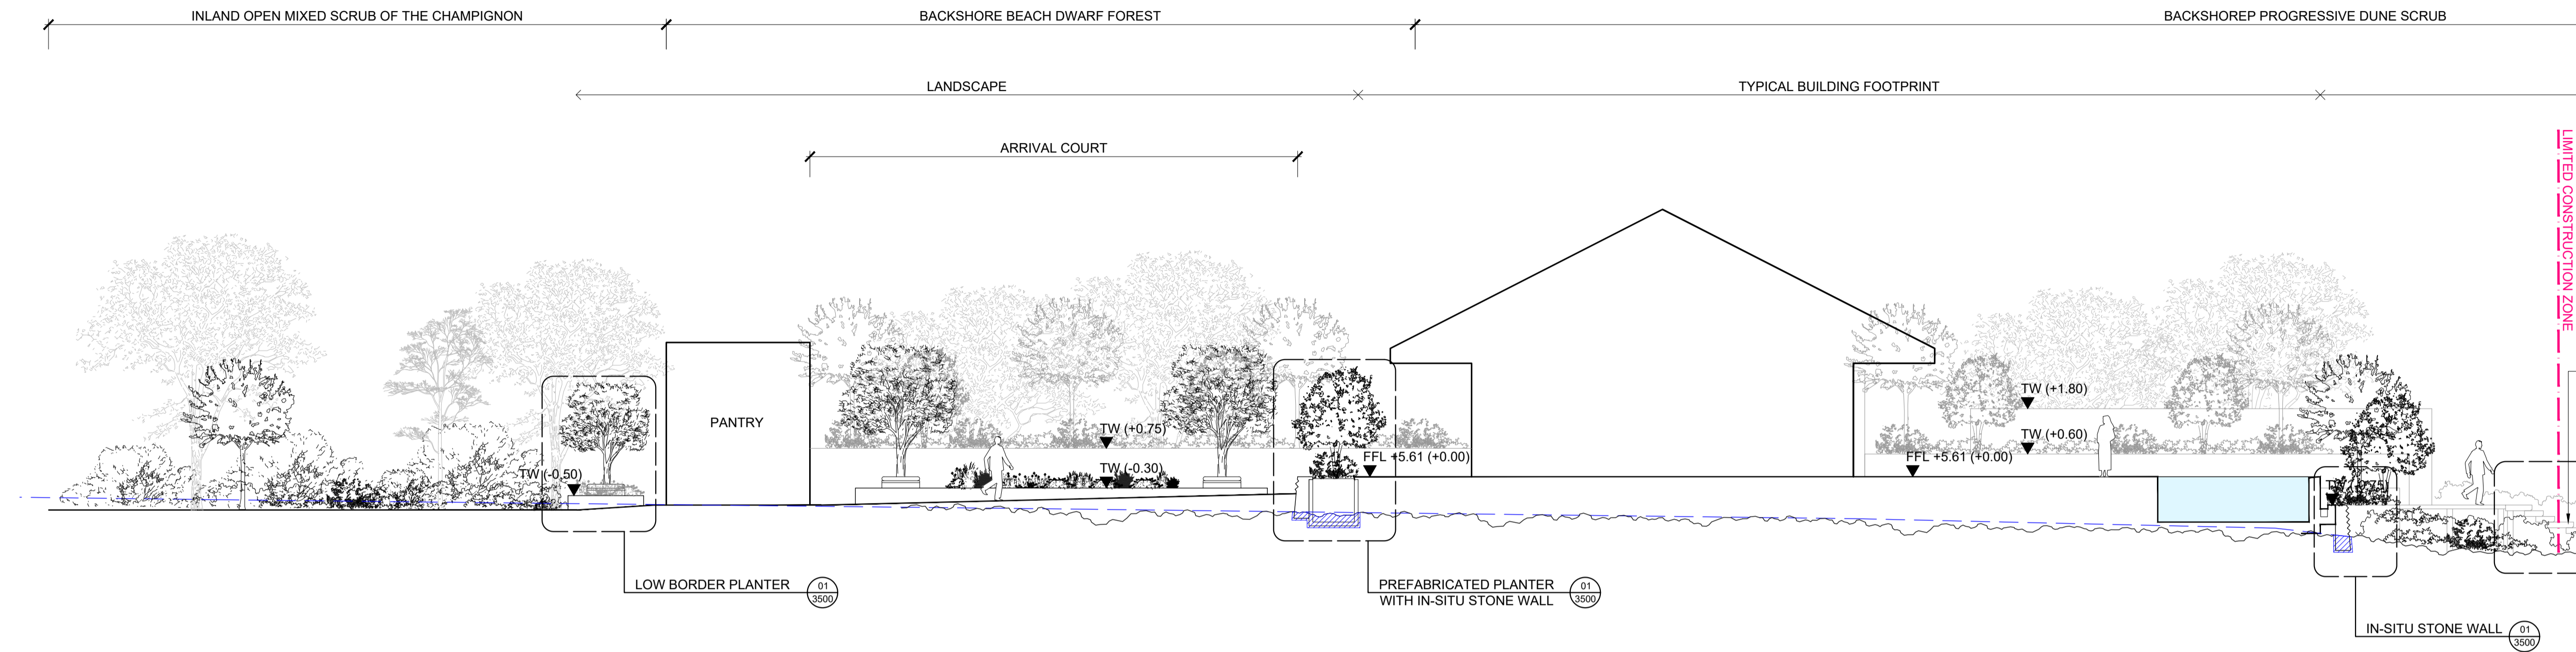 INLAND OPEN MIXED SCRUB OF THE CHAMPIGNON
BACKSHORE BEACH DWARF FOREST
BACKSHOREP PROGRESSIVE DUNE SCRUB
LANDSCAPE
TYPICAL BUILDING FOOTPRINT
ARRIVAL COURT
LIMITED CONSTRUCTION ZONE
PANTRY
TW (-0.50)
TW (+0.75)
TW (-0.30)
FFL +5.61 (+0.00)
FFL +5.61 (+0.00)
TW (+1.80)
TW (+0.60)
LOW BORDER PLANTER
01
3500
PREFABRICATED PLANTER
WITH IN-SITU STONE WALL
01
3500
IN-SITU STONE WALL
01
3500